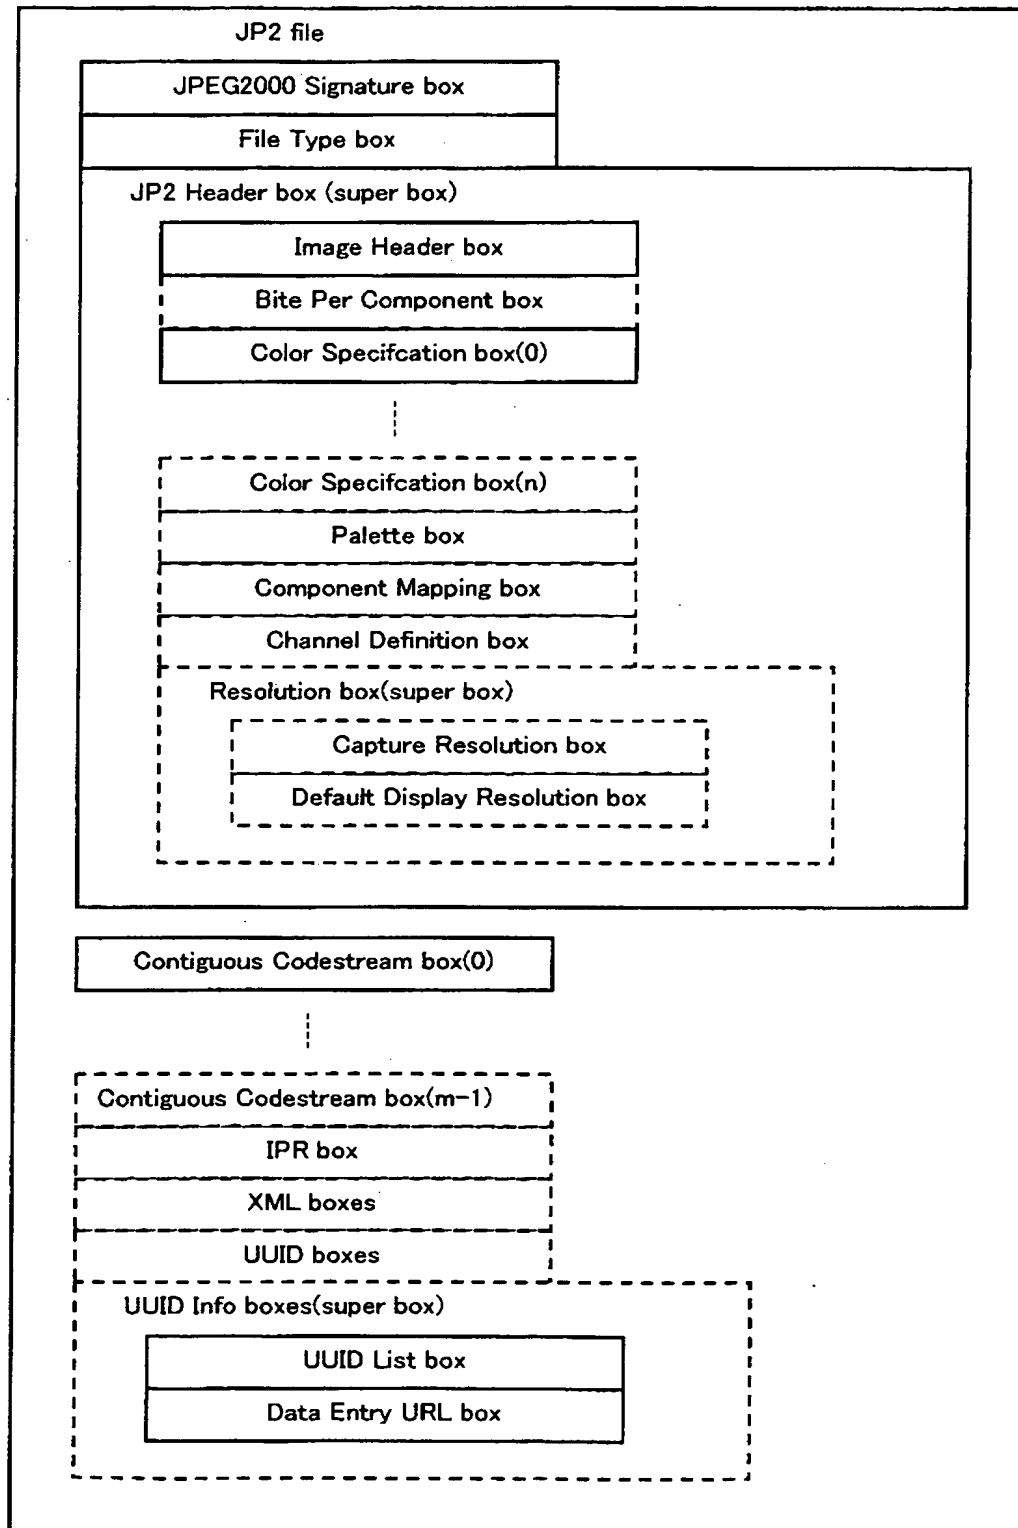 JP2 file
JPEG2000 Signature box
File Type box
JP2 Header box (super box)
Image Header box
Bite Per Component box
Color Specifcation box(0)
Color Specifcation box(n)
Palette box
Component Mapping box
Channel Definition box
Resolution box(super box)
Capture Resolution box
Default Display Resolution box
Contiguous Codestream box(0)
Contiguous Codestream box(m-1)
IPR box
XML boxes
UUID boxes
UUID Info boxes(super box)
UUID List box
Data Entry URL box